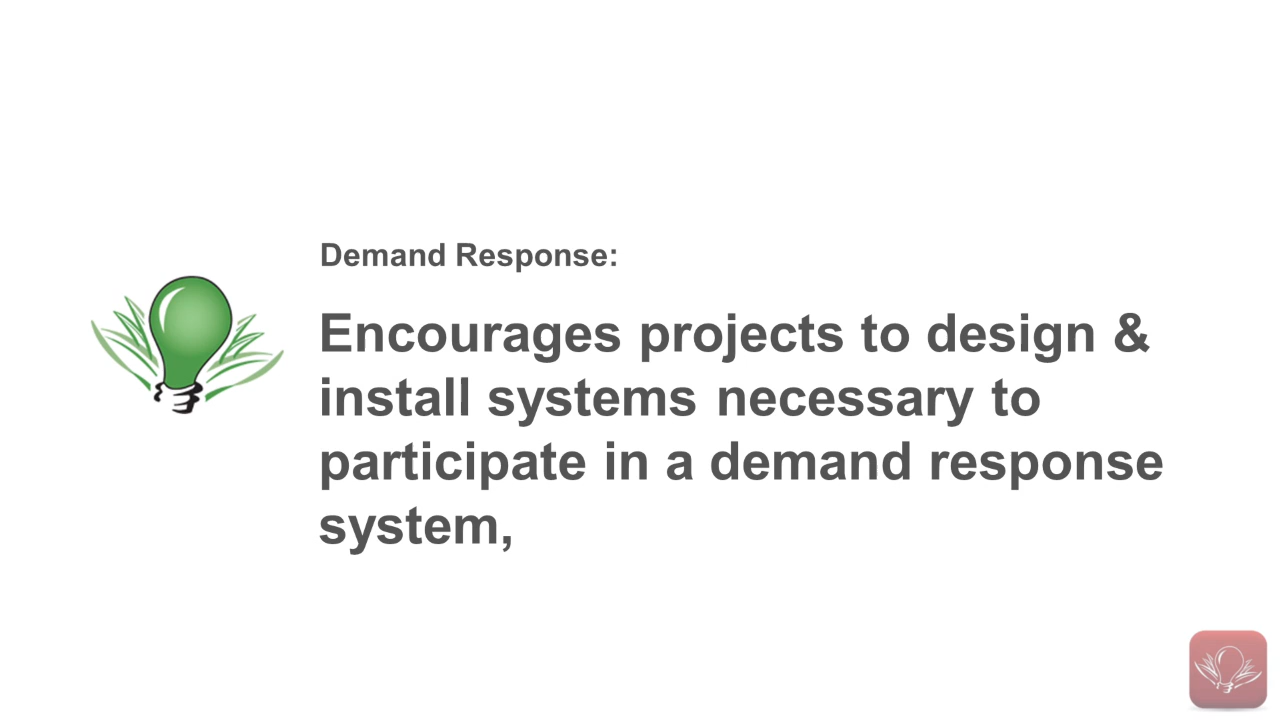 Demand Response:
Encourages projects to design &
install systems necessary to
participate in a demand response
system,